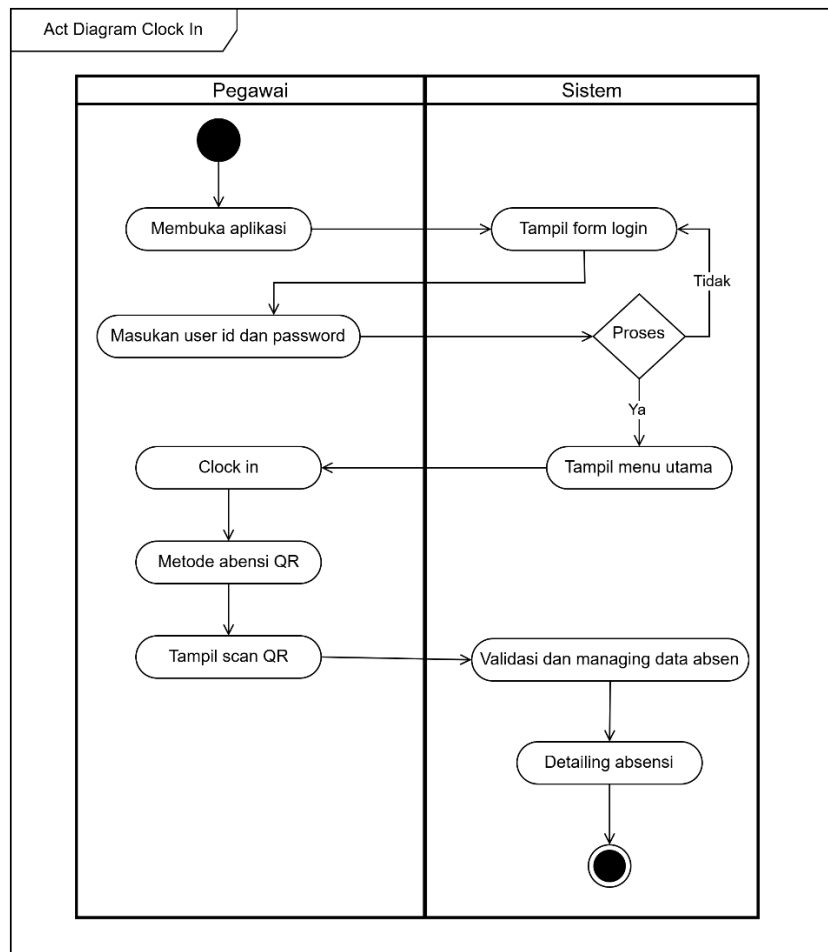 Act Diagram Clock In
Pegawai
Sistem
Membuka aplikasi
Tampil form login
Tidak
Masukan user id dan password
Proses
Ya
Clock in
Tampil menu utama
Metode abensi QR
Tampil scan QR
Validasi dan managing data absen
Detailing absensi